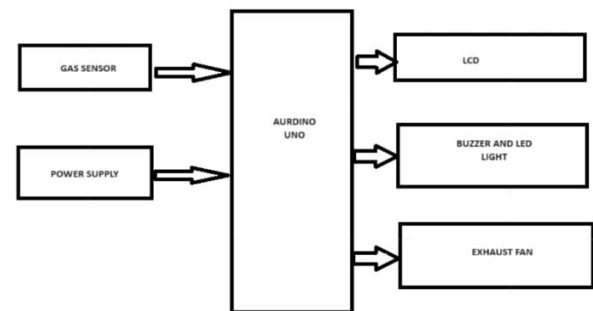 GAS SENSOR
POWER SUPPLY
AURDINO
UNO
LCD
BUZZER AND LED
LIGHT
EXHAUST FAN